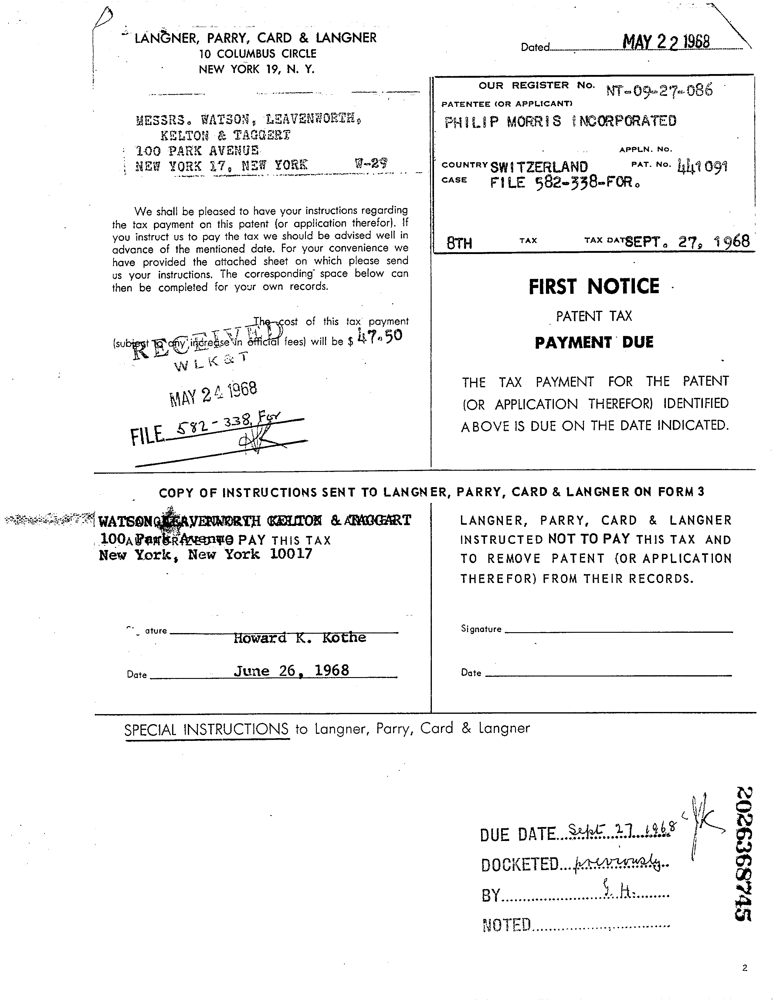 LANGNER, PARRY, CARD & LANGNER
10 COLUMBUS CIRCLE
NEW YORK 19, N. Y.
Dated MAY 22 1968
MESSRS. WATSON, LEAVENWORTH,
KELTON & TAGGERT
100 PARK AVENUE
NEW YORK 17, NEW YORK W-29
OUR REGISTER No. NT-09-27-086
PATENTEE (OR APPLICANT)
PHILIP MORRIS INCORPORATED
APPLN. No.
COUNTRY SWITZERLAND PAT. No. 441091
CASE FILE 582-338-FOR.
8TH TAX TAX DATE SEPT. 27, 1968
We shall be pleased to have your instructions regarding
the tax payment on this patent (or application therefor). If
you instruct us to pay the tax we should be advised well in
advance of the mentioned date. For your convenience we
have provided the attached sheet on which please send
us your instructions. The corresponding space below can
then be completed for your own records.
The cost of this tax payment
(subject to any increase in official fees) will be $ 47.50
RECEIVED
WLK&T
MAY 24 1968
FILE 582-338, For
FIRST NOTICE
PATENT TAX
PAYMENT DUE
THE TAX PAYMENT FOR THE PATENT
(OR APPLICATION THEREFOR) IDENTIFIED
ABOVE IS DUE ON THE DATE INDICATED.
COPY OF INSTRUCTIONS SENT TO LANGNER, PARRY, CARD & LANGNER ON FORM 3
WATSON LEAVENWORTH KELTON & TAGGART
100 Park Avenue PAY THIS TAX
New York, New York 10017
LANGNER, PARRY, CARD & LANGNER
INSTRUCTED NOT TO PAY THIS TAX AND
TO REMOVE PATENT (OR APPLICATION
THEREFOR) FROM THEIR RECORDS.
ature Howard K. Kothe
Date June 26, 1968
Signature
Date
SPECIAL INSTRUCTIONS to Langner, Parry, Card & Langner
DUE DATE Sept 27 1968
DOCKETED previously
BY S. H.
NOTED
2026368745
2